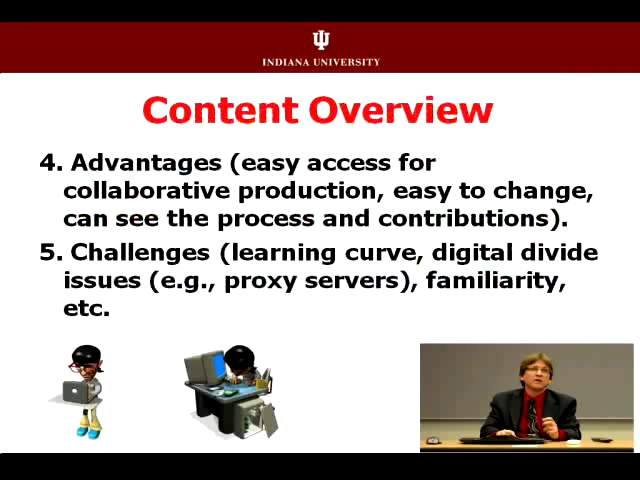 INDIANA UNIVERSITY
Content Overview
4. Advantages (easy access for
collaborative production, easy to change,
can see the process and contributions).
5. Challenges (learning curve, digital divide
issues (e.g., proxy servers), familiarity,
etc.